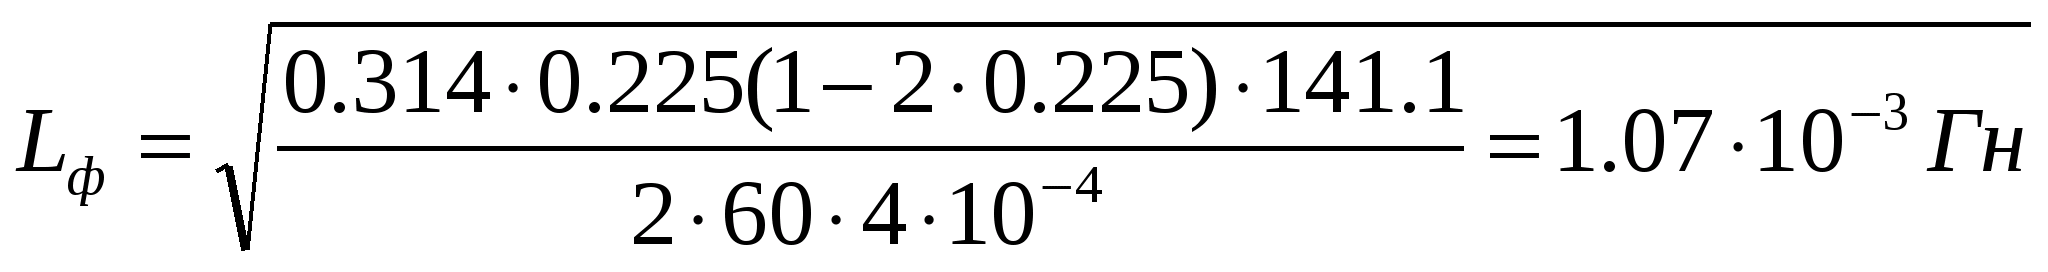 L_ф = √(0.314·0.225(1−2·0.225)·141.1 / 2·60·4·10⁻⁴) = 1.07·10⁻³ Гн